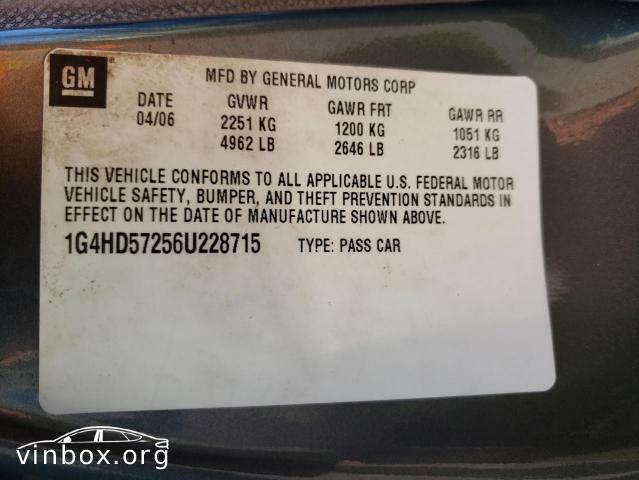 GM
MFD BY GENERAL MOTORS CORP
DATE GVWR GAWR FRT GAWR RR
04/06 2251 KG 1200 KG 1051 KG
4962 LB 2646 LB 2316 LB
THIS VEHICLE CONFORMS TO ALL APPLICABLE U.S. FEDERAL MOTOR
VEHICLE SAFETY, BUMPER, AND THEFT PREVENTION STANDARDS IN
EFFECT ON THE DATE OF MANUFACTURE SHOWN ABOVE.
1G4HD57256U228715 TYPE: PASS CAR
vinbox.org